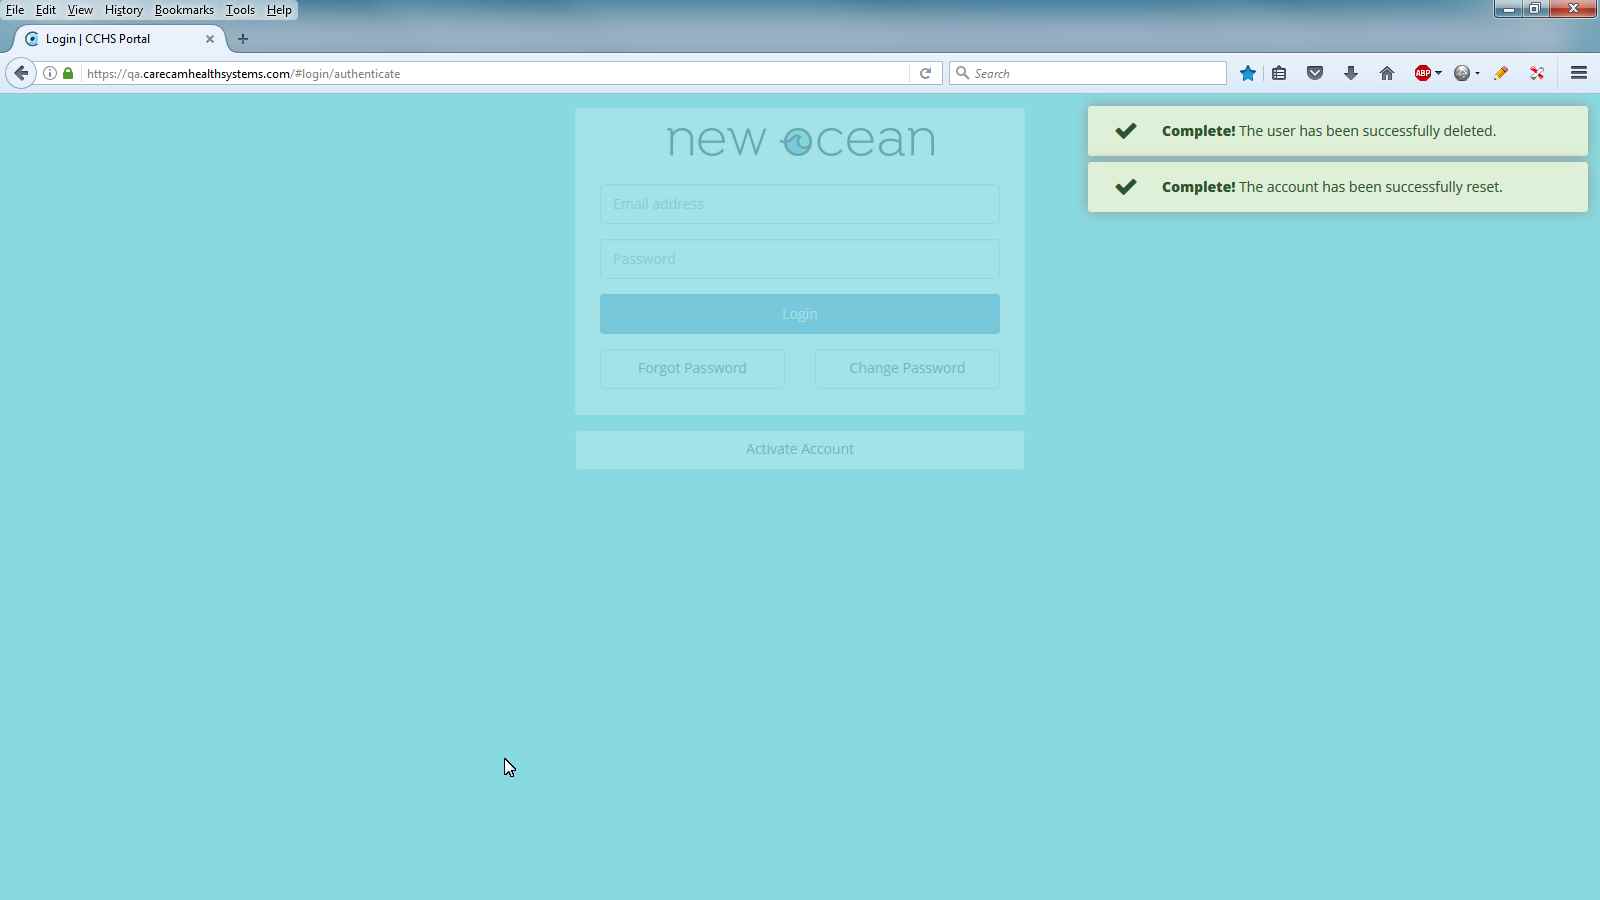 File Edit View History Bookmarks Tools Help
Login | CCHS Portal
https://qa.carecamhealthsystems.com/#login/authenticate
Search
ABP
new ocean
Email address
Password
Login
Forgot Password
Change Password
Activate Account
Complete! The user has been successfully deleted.
Complete! The account has been successfully reset.